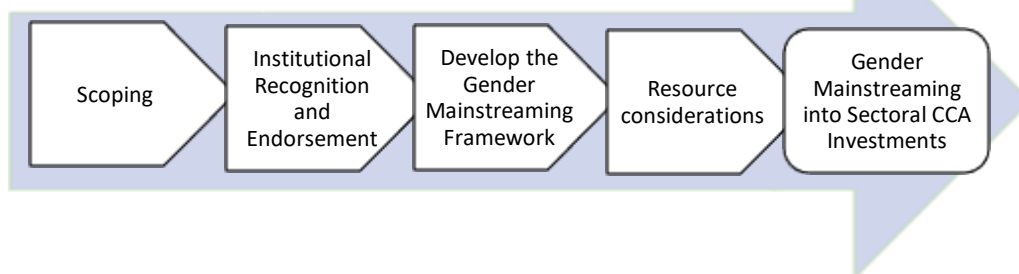 Scoping
Institutional
Recognition
and
Endorsement
Develop the
Gender
Mainstreaming
Framework
Resource
considerations
Gender
Mainstreaming
into Sectoral CCA
Investments